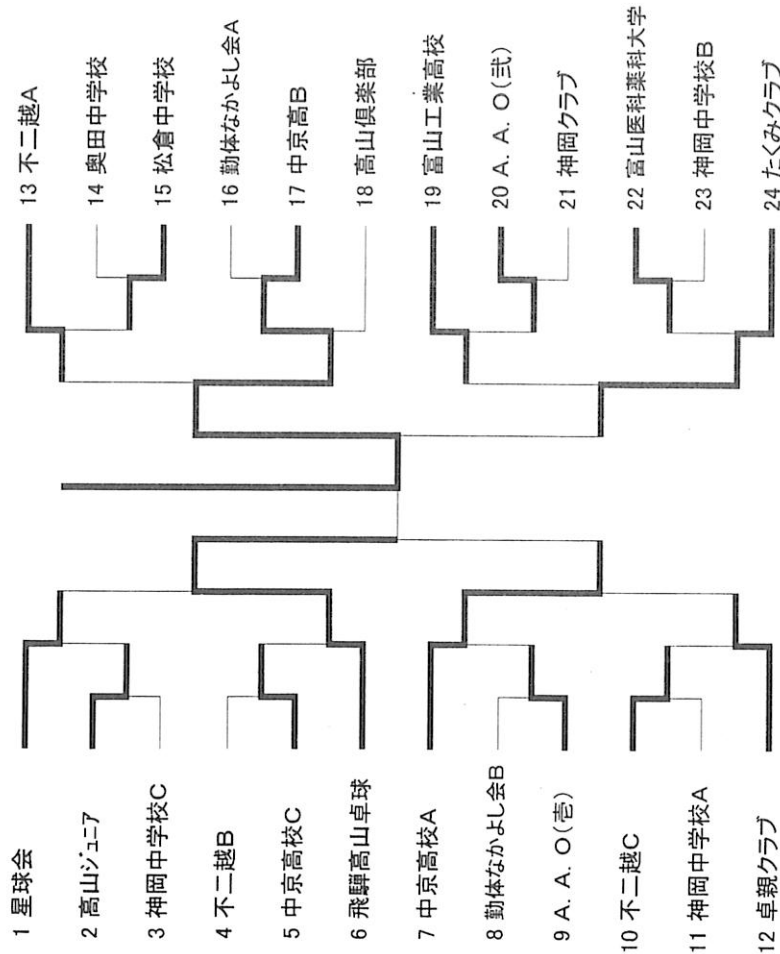 1 星球会
2 高山ジュニア
3 神岡中学校C
4 不二越B
5 中京高校C
6 飛騨高山卓球
7 中京高校A
8 勤体なかよし会B
9 A. A. O(壱)
10 不二越C
11 神岡中学校A
12 卓親クラブ
13 不二越A
14 奥田中学校
15 松倉中学校
16 勤体なかよし会A
17 中京高B
18 高山倶楽部
19 富山工業高校
20 A. A. O(弐)
21 神岡クラブ
22 富山医科薬科大学
23 神岡中学校B
24 たくみクラブ